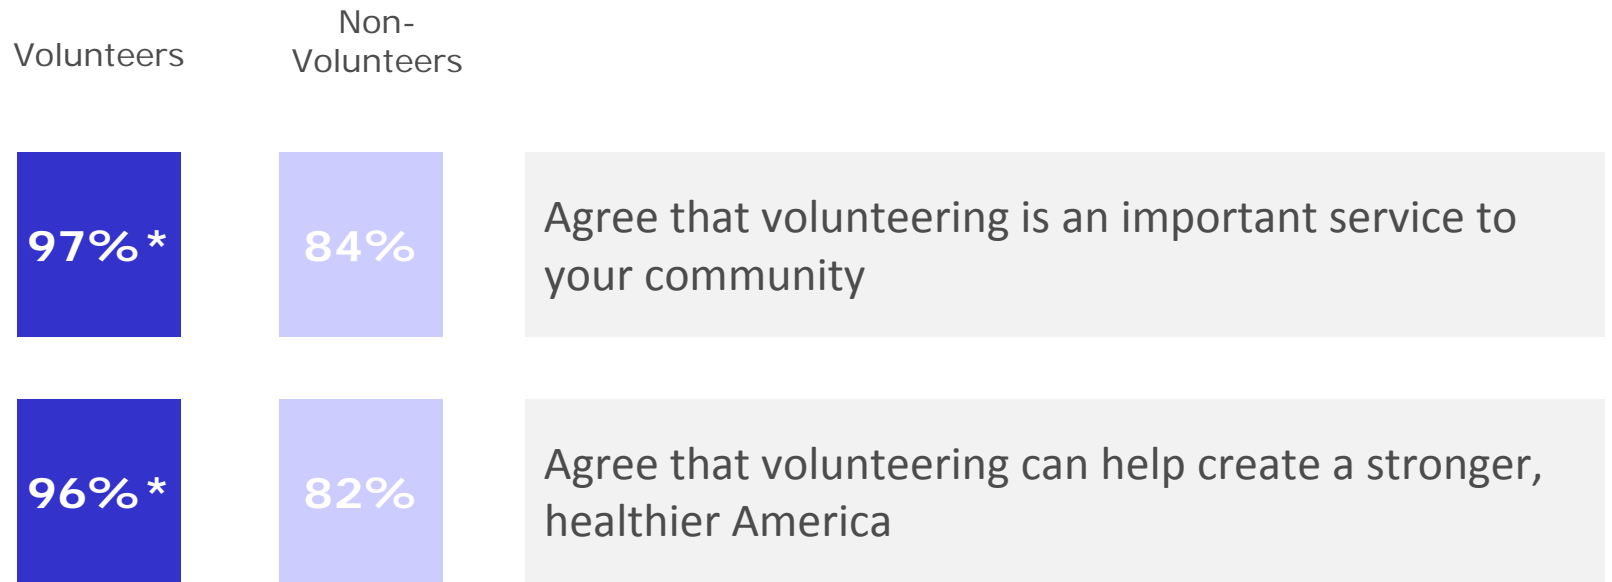 Volunteers
Non-
Volunteers
97%*
84%
Agree that volunteering is an important service to
your community
96%*
82%
Agree that volunteering can help create a stronger,
healthier America